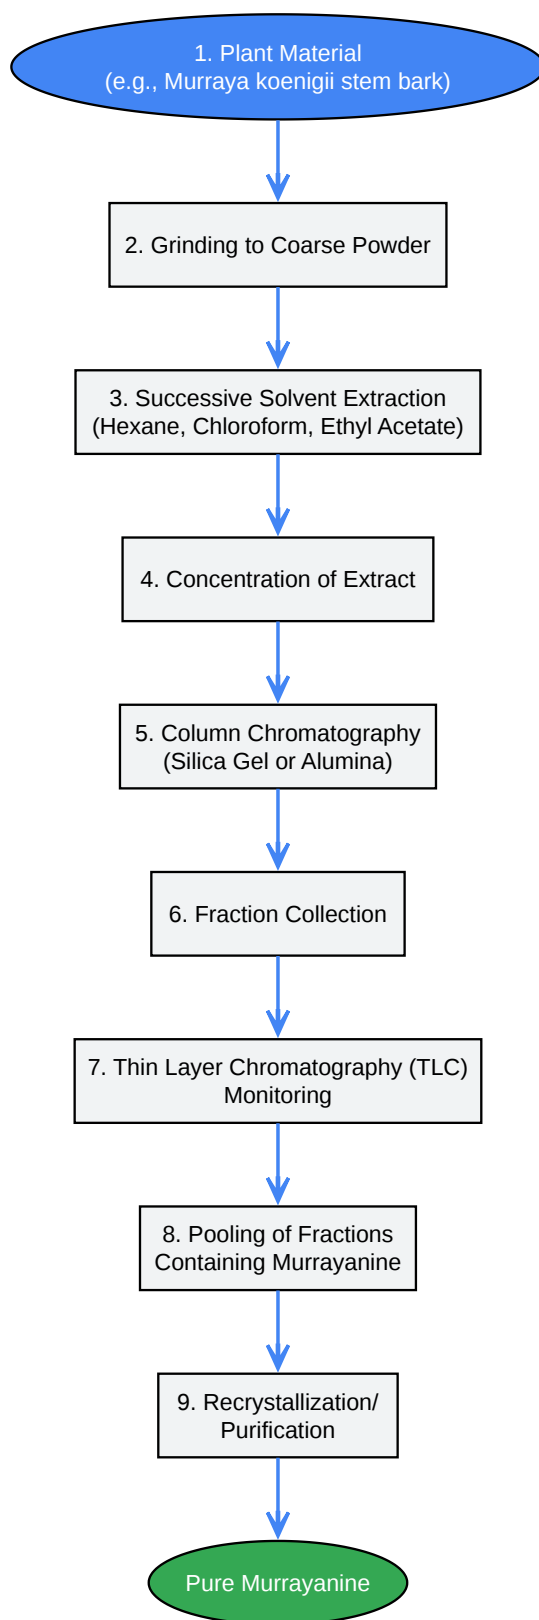 1. Plant Material
(e.g., Murraya koenigii stem bark)
2. Grinding to Coarse Powder
3. Successive Solvent Extraction
(Hexane, Chloroform, Ethyl Acetate)
4. Concentration of Extract
5. Column Chromatography
(Silica Gel or Alumina)
6. Fraction Collection
7. Thin Layer Chromatography (TLC)
Monitoring
8. Pooling of Fractions
Containing Murrayanine
9. Recrystallization/
Purification
Pure Murrayanine